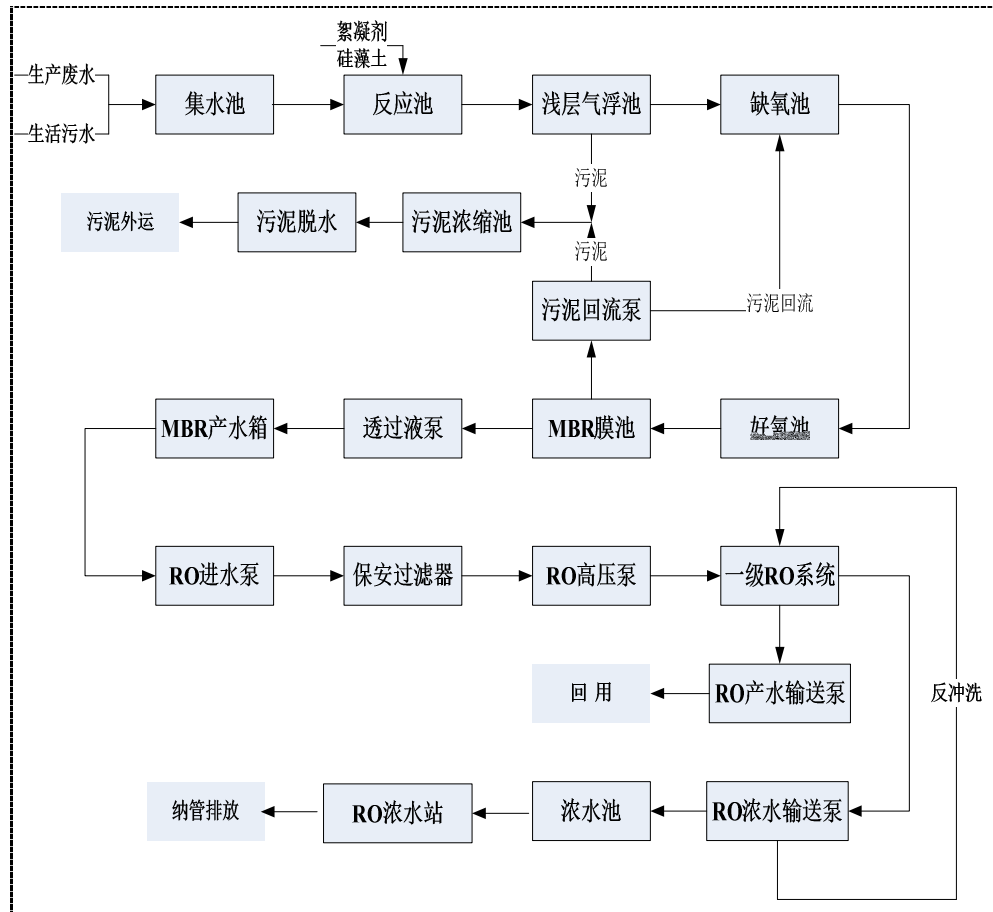 絮凝剂
硅藻土
生产废水
生活污水
集水池
反应池
浅层气浮池
缺氧池
污泥
污泥外运
污泥脱水
污泥浓缩池
污泥
污泥回流泵
污泥回流
MBR产水箱
透过液泵
MBR膜池
好氧池
RO进水泵
保安过滤器
RO高压泵
一级RO系统
回 用
RO产水输送泵
反冲洗
纳管排放
RO浓水站
浓水池
RO浓水输送泵